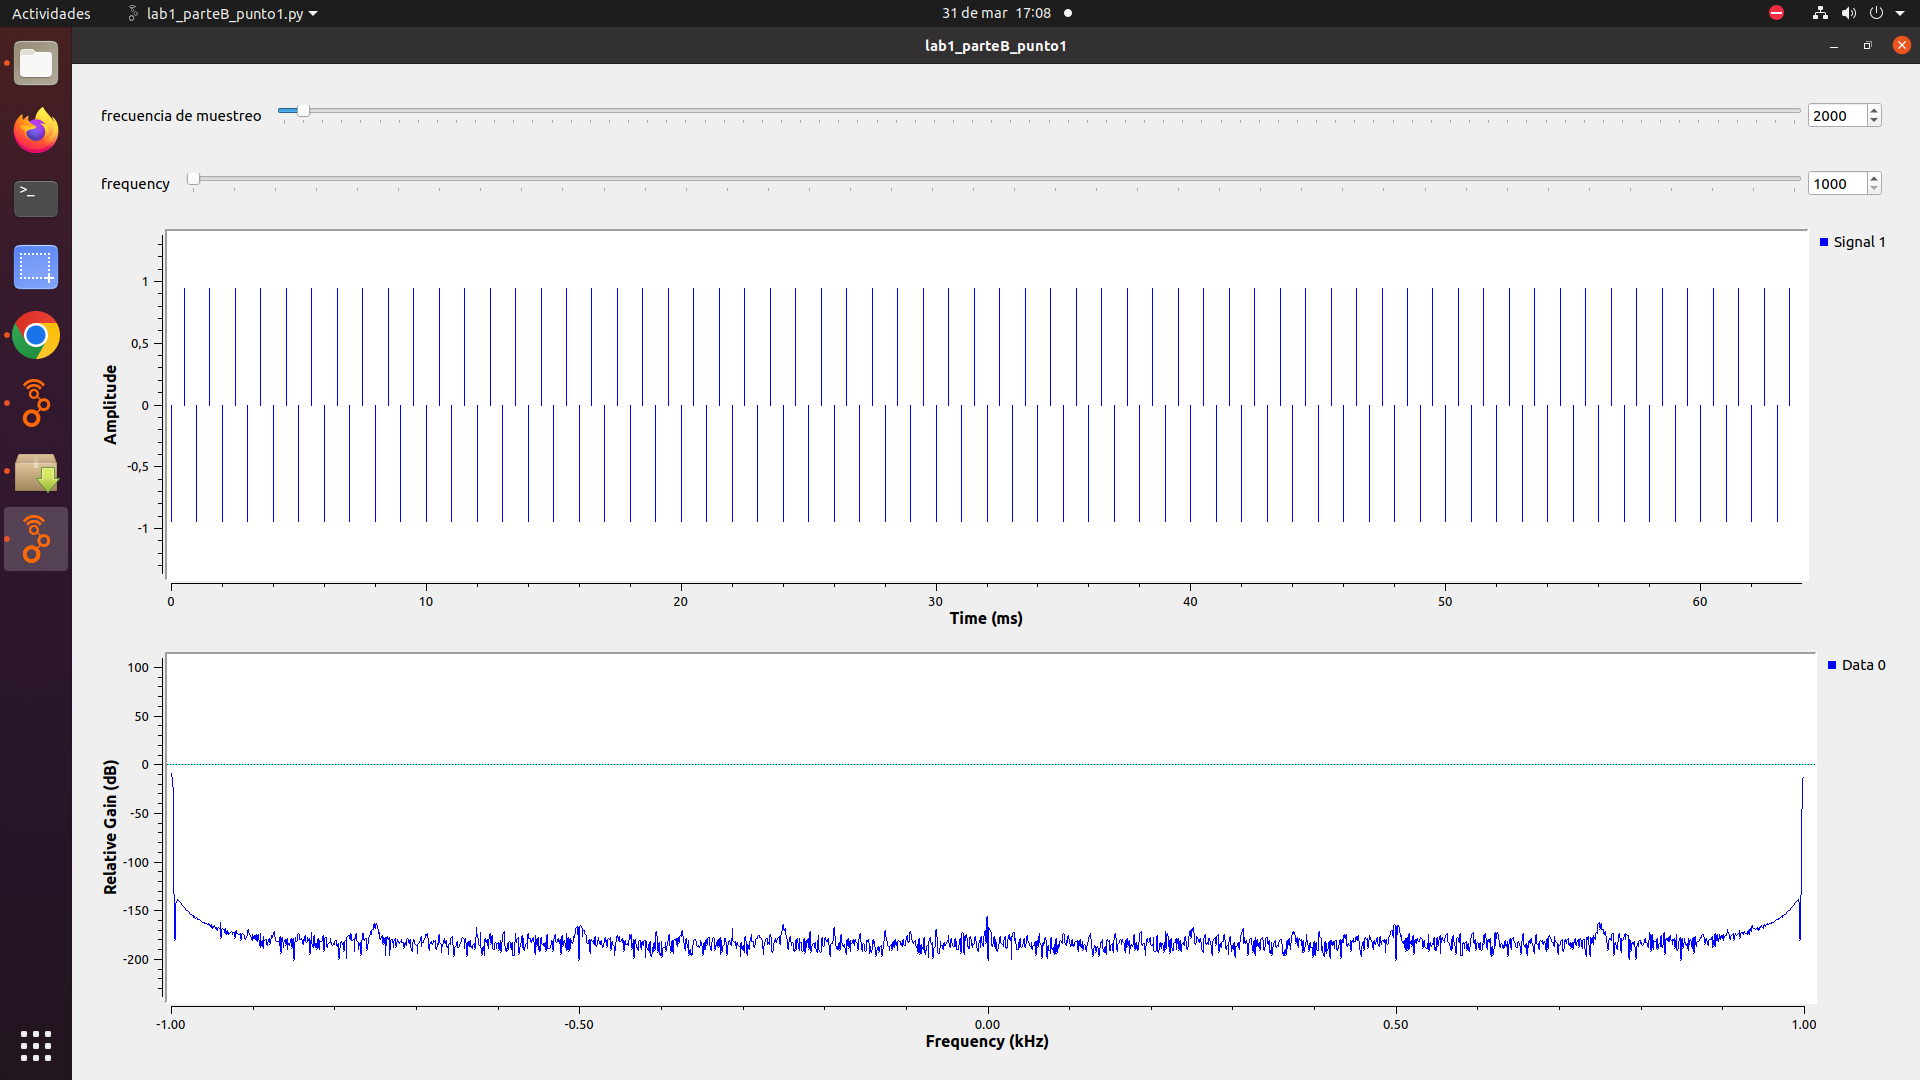 Actividades lab1_parteB_punto1.py 31 de mar 17:08
lab1_parteB_punto1
frecuencia de muestreo 2000
frequency 1000
Signal 1
1
0,5
0
-0,5
-1
Amplitude
0 10 20 30 40 50 60
Time (ms)
Data 0
100
50
0
-50
-100
-150
-200
Relative Gain (dB)
-1.00 -0.50 0.00 0.50 1.00
Frequency (kHz)